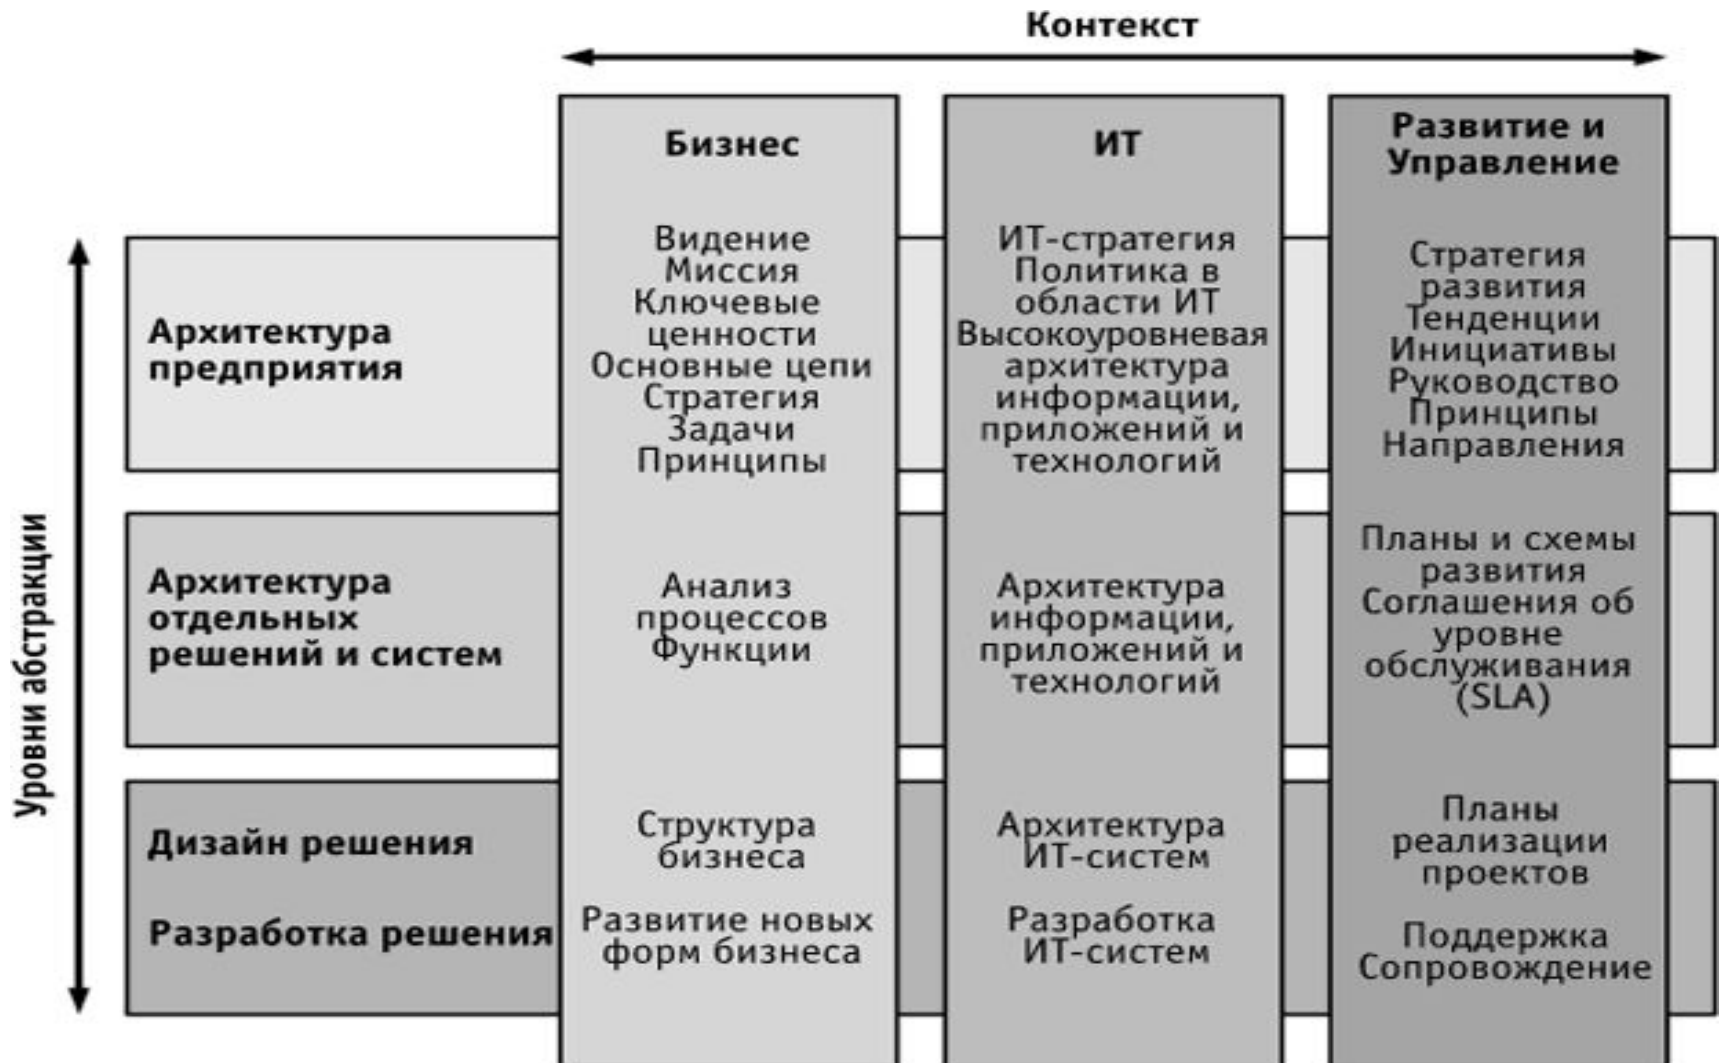 Контекст
Бизнес
ИТ
Развитие и
Управление
Уровни абстракции
Архитектура
предприятия
Видение
Миссия
Ключевые
ценности
Основные цепи
Стратегия
Задачи
Принципы
ИТ-стратегия
Политика в
области ИТ
Высокоуровневая
архитектура
информации,
приложений и
технологий
Стратегия
развития
Тенденции
Инициативы
Руководство
Принципы
Направления
Архитектура
отдельных
решений и систем
Анализ
процессов
Функции
Архитектура
информации,
приложений и
технологий
Планы и схемы
развития
Соглашения об
уровне
обслуживания
(SLA)
Дизайн решения
Структура
бизнеса
Архитектура
ИТ-систем
Планы
реализации
проектов
Разработка решения
Развитие новых
форм бизнеса
Разработка
ИТ-систем
Поддержка
Сопровождение